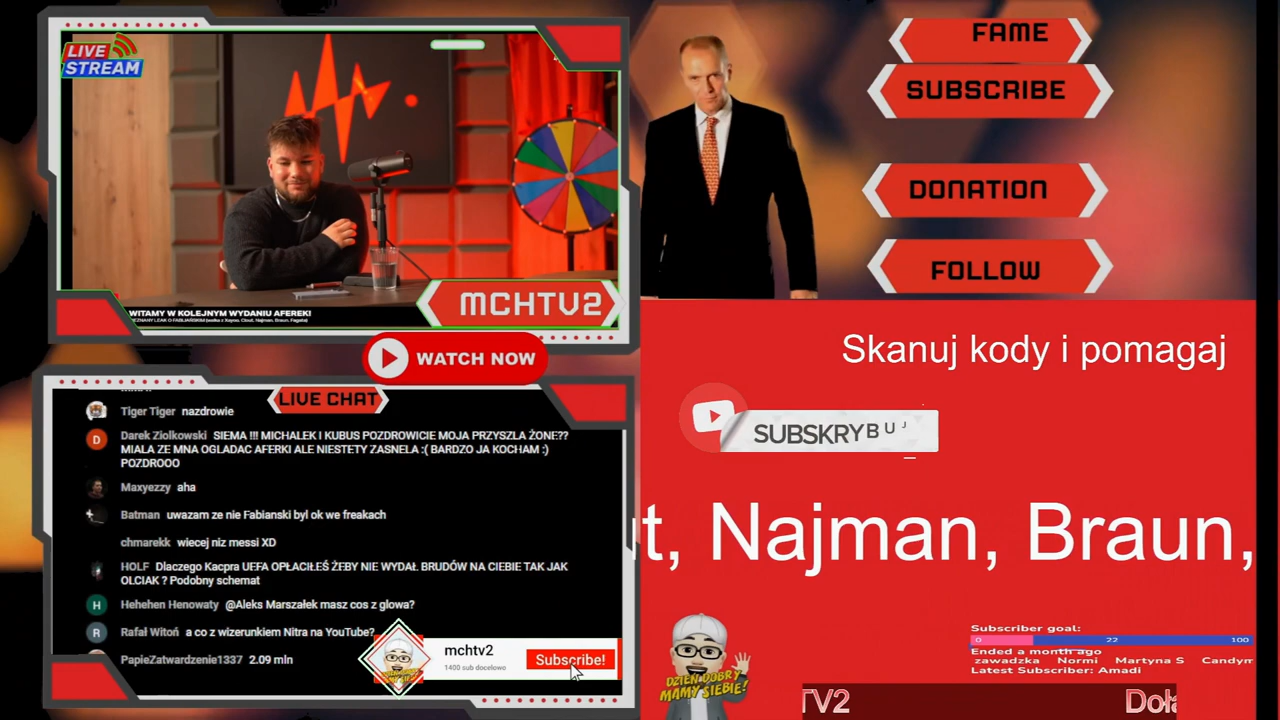 LIVE
STREAM
WITAMY W KOLEJNYM WYDANIU AFEREK!
MCHTV2
WATCH NOW
LIVE CHAT
Tiger Tiger nazdrowie
Darek Ziolkowski SIEMA !!! MICHALEK I KUBUS POZDROWICIE MOJA PRZYSZLA ŻONE??
MIALA ZE MNA OGLADAC AFERKI ALE NIESTETY ZASNELA :( BARDZO JA KOCHAM :)
POZDROOO
Maxyezzy aha
Batman uwazam ze nie Fabianski byl ok we freakach
chmarekk wiecej niz messi XD
HOLF Dlaczego Kacpra UEFA OPŁACIŁEŚ ŻEBY NIE WYDAŁ BRUDÓW NA CIEBIE TAK JAK
OLCIAK ? Podobny schemat
Hehehen Henowaty @Aleks Marszałek masz cos z glowa?
Rafał Witoń a co z wizerunkiem Nitra na YouTube?
PapieZatwardzenie1337 2.09 mln
mchtv2
1400 sub docelowo
Subscribe!
FAME
SUBSCRIBE
DONATION
FOLLOW
Skanuj kody i pomagaj
SUBSKRYBUJ
t, Najman, Braun,
DZIEŃ DOBRY
MAMY SIEBIE!
Subscriber goal:
0 22 100
Ended a month ago
zawadzka Normi Martyna S Candym
Latest Subscriber: Amadi
TV2 Doła